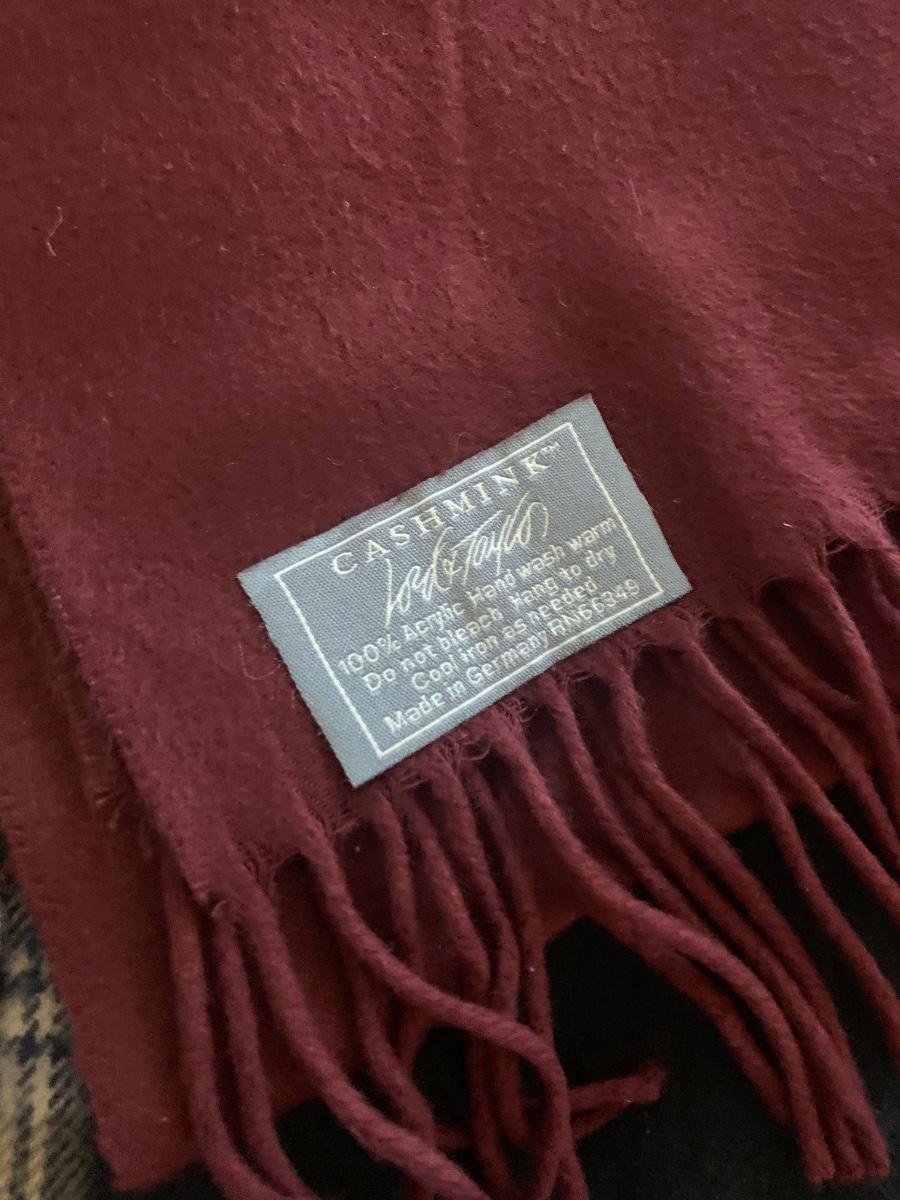 CASHMINK™
Lord & Taylor
100% Acrylic Hand wash warm
Do not bleach Hang to dry
Cool iron as needed
Made in Germany RN66349